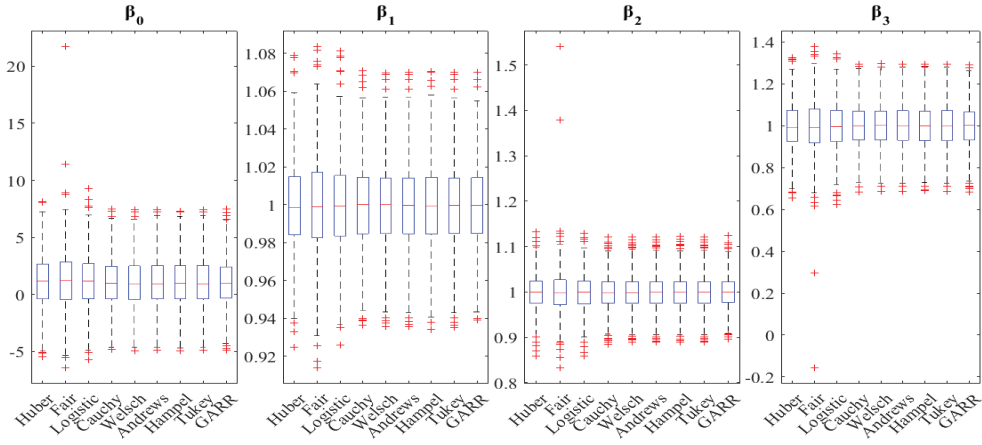 β0
20
15
10
5
0
-5
Huber
Fair
Logistic
Cauchy
Welsch
Andrews
Hampel
Tukey
GARR
β1
1.08
1.06
1.04
1.02
1
0.98
0.96
0.94
0.92
Huber
Fair
Logistic
Cauchy
Welsch
Andrews
Hampel
Tukey
GARR
β2
1.5
1.4
1.3
1.2
1.1
1
0.9
0.8
Huber
Fair
Logistic
Cauchy
Welsch
Andrews
Hampel
Tukey
GARR
β3
1.4
1.2
1
0.8
0.6
0.4
0.2
0
-0.2
Huber
Fair
Logistic
Cauchy
Welsch
Andrews
Hampel
Tukey
GARR